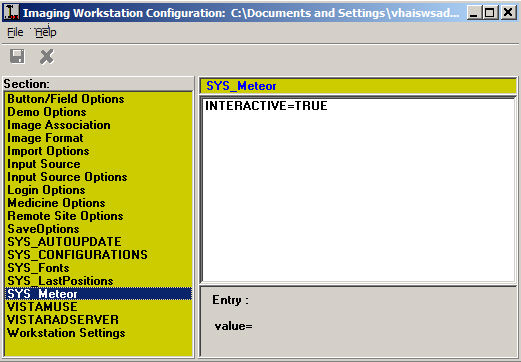 Imaging Workstation Configuration: C:\Documents and Settings\vhaiswsad...
File Help
Section:
Button/Field Options
Demo Options
Image Association
Image Format
Import Options
Input Source
Input Source Options
Login Options
Medicine Options
Remote Site Options
SaveOptions
SYS_AUTOUPDATE
SYS_CONFIGURATIONS
SYS_Fonts
SYS_LastPositions
SYS_Meteor
VISTAMUSE
VISTARADSERVER
Workstation Settings
SYS_Meteor
INTERACTIVE=TRUE
Entry :
value=